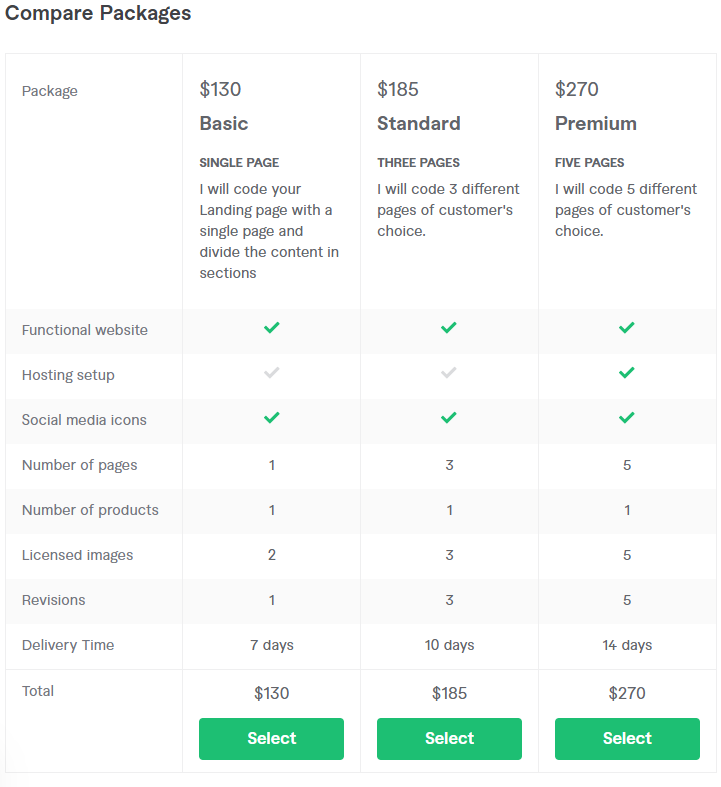 Compare Packages
Package
$130
Basic
SINGLE PAGE
I will code your
Landing page with a
single page and
divide the content in
sections
$185
Standard
THREE PAGES
I will code 3 different
pages of customer's
choice.
$270
Premium
FIVE PAGES
I will code 5 different
pages of customer's
choice.
Functional website
Hosting setup
Social media icons
Number of pages 1 3 5
Number of products 1 1 1
Licensed images 2 3 5
Revisions 1 3 5
Delivery Time 7 days 10 days 14 days
Total $130 $185 $270
Select Select Select